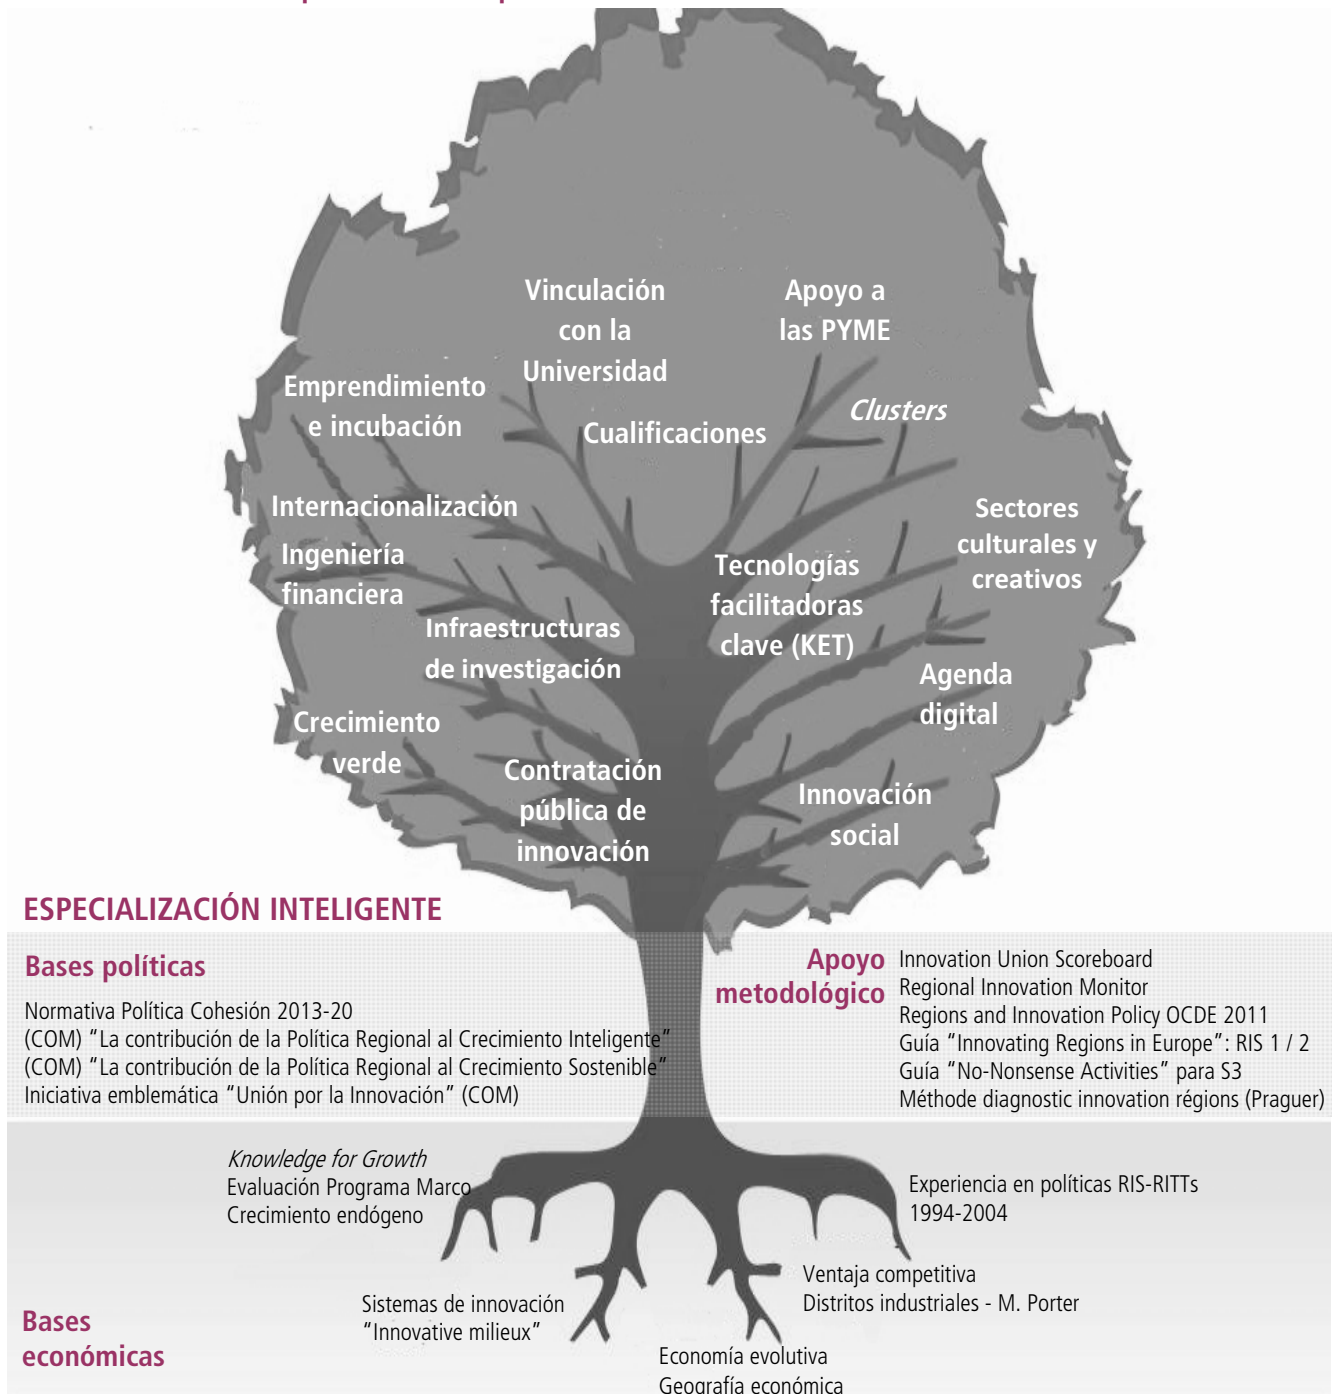 Vinculación
con la
Universidad
Apoyo a
las PYME
Emprendimiento
e incubación
Clusters
Cualificaciones
Internacionalización
Sectores
culturales y
creativos
Ingeniería
financiera
Tecnologías
facilitadoras
clave (KET)
Infraestructuras
de investigación
Agenda
digital
Crecimiento
verde
Contratación
pública de
innovación
Innovación
social
ESPECIALIZACIÓN INTELIGENTE
Bases políticas
Normativa Política Cohesión 2013-20
(COM) “La contribución de la Política Regional al Crecimiento Inteligente”
(COM) “La contribución de la Política Regional al Crecimiento Sostenible”
Iniciativa emblemática “Unión por la Innovación” (COM)
Apoyo
metodológico
Innovation Union Scoreboard
Regional Innovation Monitor
Regions and Innovation Policy OCDE 2011
Guía “Innovating Regions in Europe”: RIS 1 / 2
Guía “No-Nonsense Activities” para S3
Méthode diagnostic innovation régions (Praguer)
Knowledge for Growth
Evaluación Programa Marco
Crecimiento endógeno
Experiencia en políticas RIS-RITTs
1994-2004
Sistemas de innovación
“Innovative milieux”
Ventaja competitiva
Distritos industriales - M. Porter
Bases
económicas
Economía evolutiva
Geografía económica